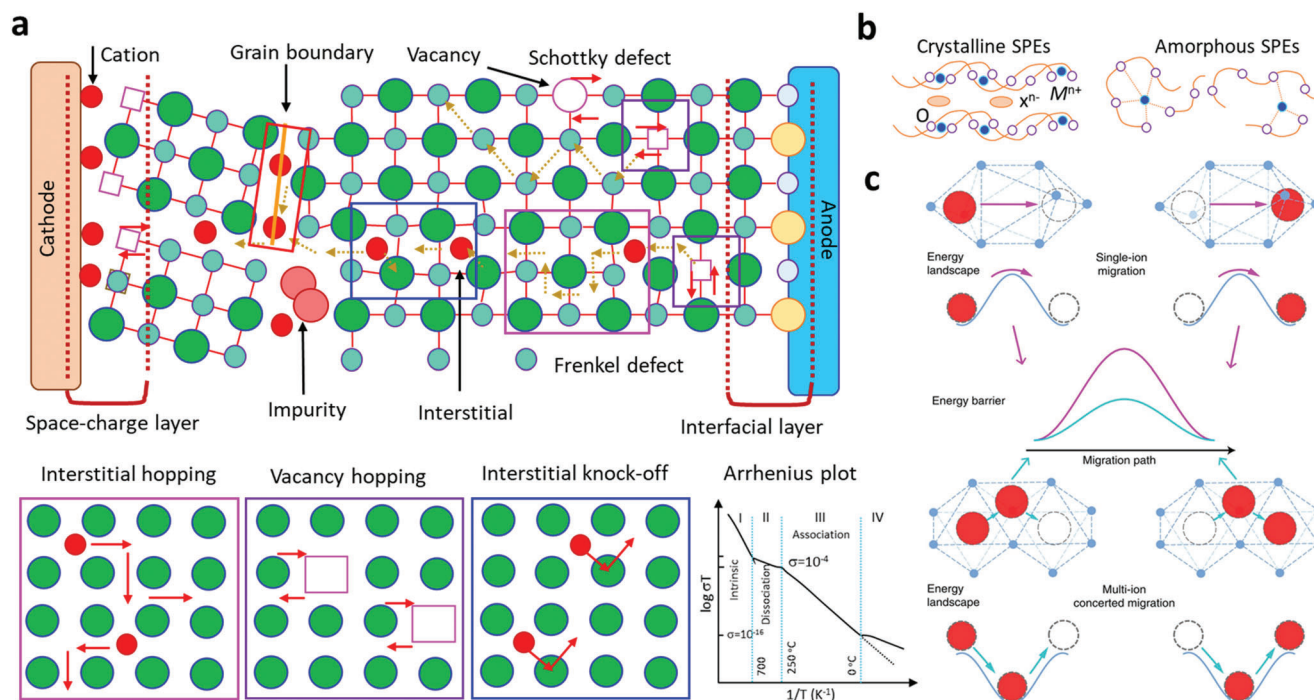 a
Cation
Grain boundary
Vacancy
Schottky defect
Cathode
Anode
Space-charge layer
Impurity
Interstitial
Frenkel defect
Interfacial layer
Interstitial hopping
Vacancy hopping
Interstitial knock-off
Arrhenius plot
I
II
III
IV
Association
Intrinsic
Dissociation
σ=10⁻⁴
σ=10⁻¹⁶
700
250 °C
0 °C
log σT
1/T (K⁻¹)
b
Crystalline SPEs
Amorphous SPEs
O
xⁿ⁻
Mⁿ⁺
c
Energy
landscape
Single-ion
migration
Energy barrier
Migration path
Energy
landscape
Multi-ion
concerted migration